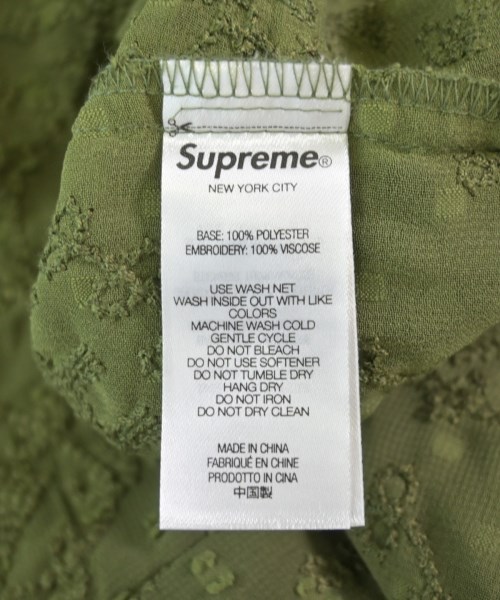 Supreme®
NEW YORK CITY
BASE: 100% POLYESTER
EMBROIDERY: 100% VISCOSE
USE WASH NET
WASH INSIDE OUT WITH LIKE
COLORS
MACHINE WASH COLD
GENTLE CYCLE
DO NOT BLEACH
DO NOT USE SOFTENER
DO NOT TUMBLE DRY
HANG DRY
DO NOT IRON
DO NOT DRY CLEAN
MADE IN CHINA
FABRIQUÉ EN CHINE
PRODOTTO IN CINA
中国製